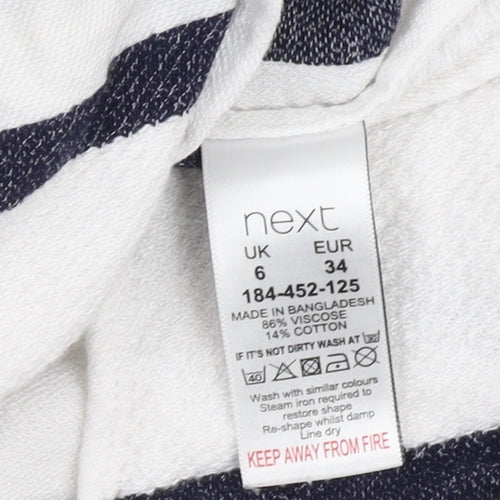 next
UK EUR
6 34
184-452-125
MADE IN BANGLADESH
86% VISCOSE
14% COTTON
IF IT'S NOT DIRTY WASH AT
40
Wash with similar colours
Steam iron required to
restore shape
Re-shape whilst damp
Line dry
KEEP AWAY FROM FIRE